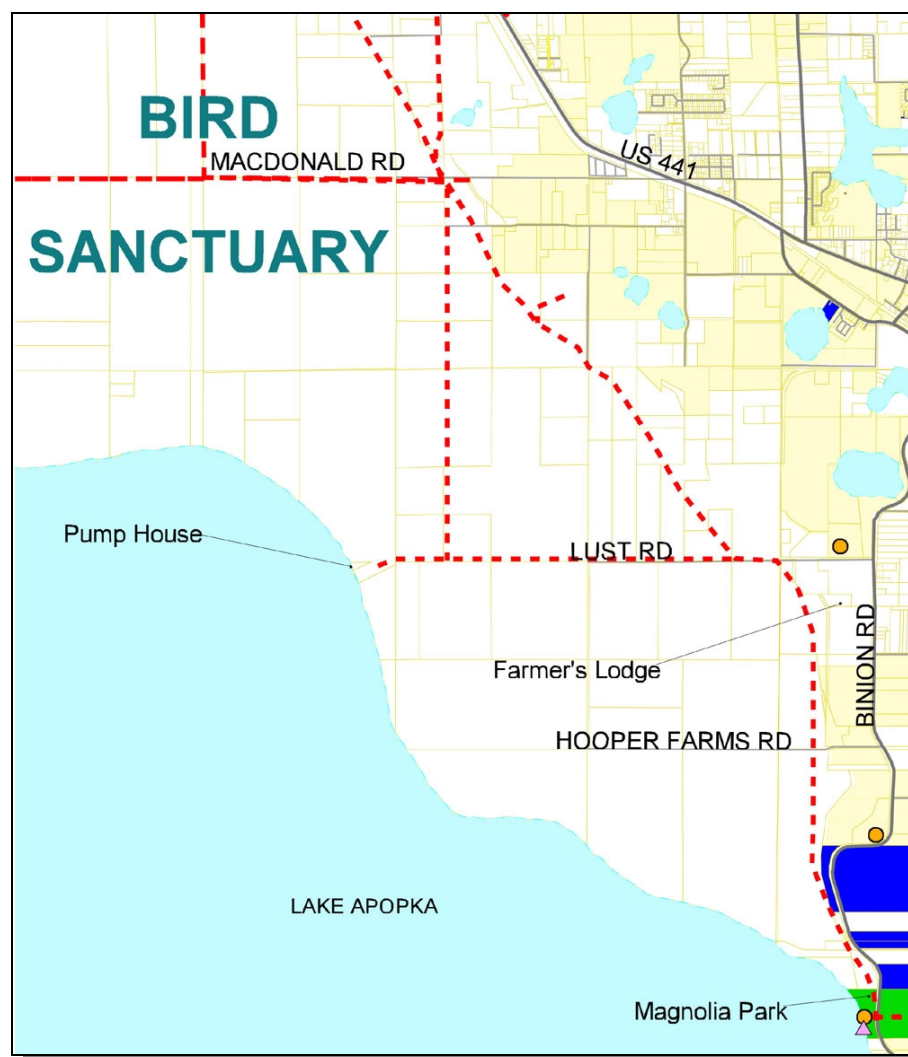 BIRD
MACDONALD RD
US 441
SANCTUARY
Pump House
LUST RD
Farmer's Lodge
BINION RD
HOOPER FARMS RD
LAKE APOPKA
Magnolia Park